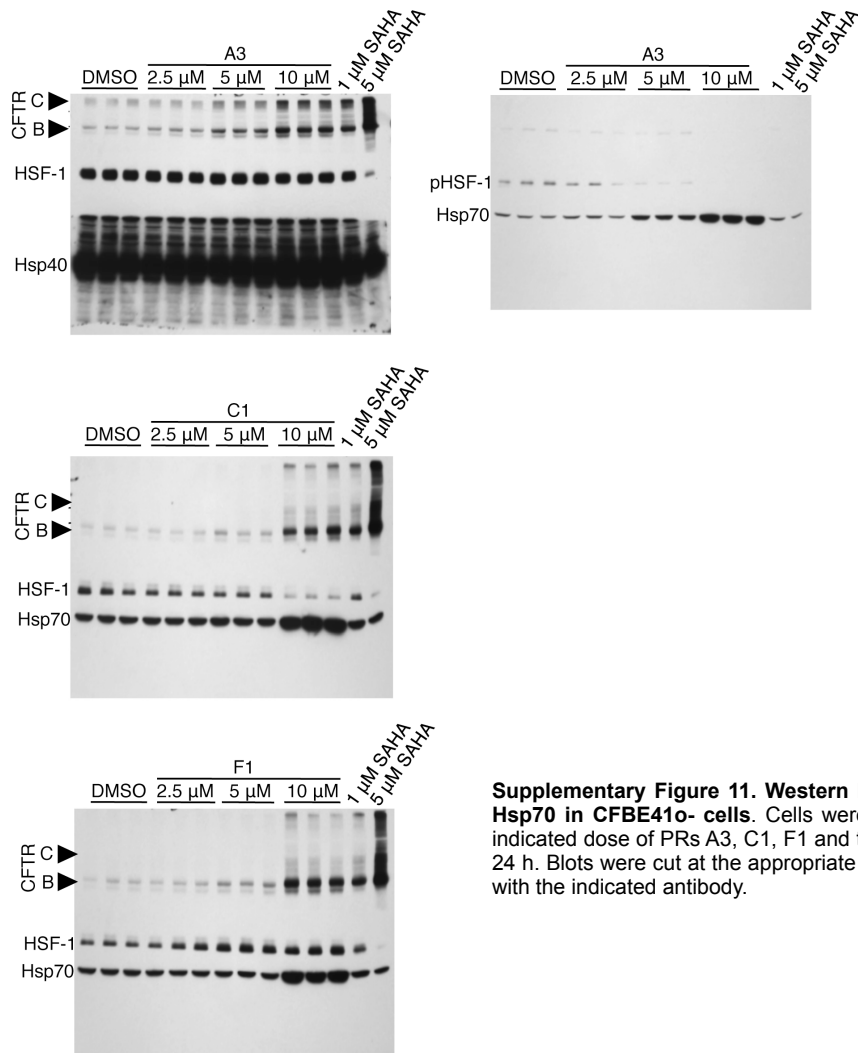 A3
DMSO 2.5 µM 5 µM 10 µM 1 µM SAHA 5 µM SAHA
CFTR C
B
HSF-1
Hsp40
A3
DMSO 2.5 µM 5 µM 10 µM 1 µM SAHA 5 µM SAHA
pHSF-1
Hsp70
C1
DMSO 2.5 µM 5 µM 10 µM 1 µM SAHA 5 µM SAHA
CFTR C
B
HSF-1
Hsp70
F1
DMSO 2.5 µM 5 µM 10 µM 1 µM SAHA 5 µM SAHA
CFTR C
B
HSF-1
Hsp70
Supplementary Figure 11. Western
Hsp70 in CFBE41o- cells. Cells were
indicated dose of PRs A3, C1, F1 and
24 h. Blots were cut at the appropriate
with the indicated antibody.